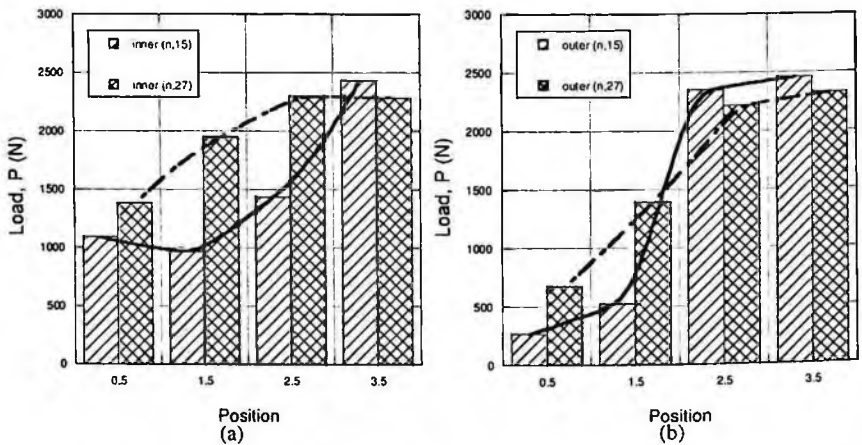 3000
2500
2000
1500
1000
500
0
Load, P (N)
inner (n,15)
inner (n,27)
0.5 1.5 2.5 3.5
Position
(a)
3000
2500
2000
1500
1000
500
0
Load, P (N)
outer (n,15)
outer (n,27)
0.5 1.5 2.5 3.5
Position
(b)